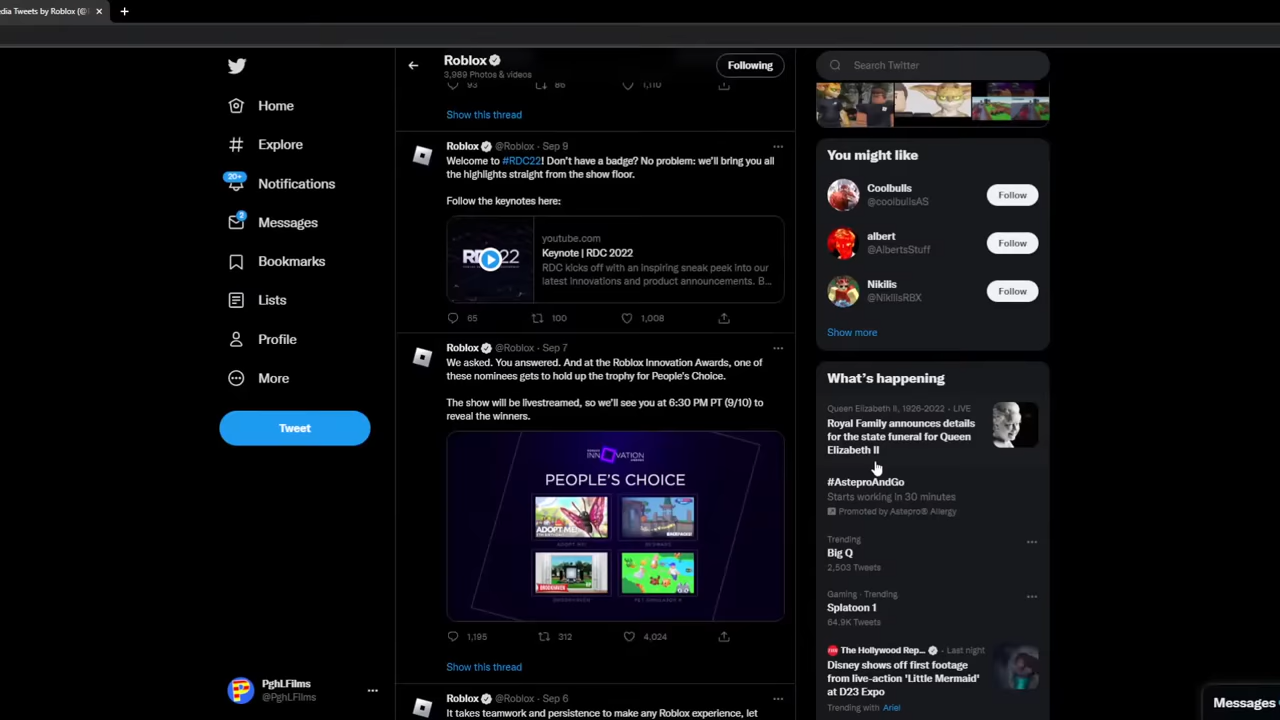 edia Tweets by Roblox (@
Home
Explore
20+
Notifications
2
Messages
Bookmarks
Lists
Profile
More
Tweet
PghLFilms
@PghLFilms
Roblox
3,989 Photos & videos
Following
93
86
1,110
Show this thread
Roblox @Roblox · Sep 9
Welcome to #RDC22! Don't have a badge? No problem: we'll bring you all
the highlights straight from the show floor.
Follow the keynotes here:
youtube.com
Keynote | RDC 2022
RDC kicks off with an inspiring sneak peek into our
latest innovations and product announcements. B...
65
100
1,008
Roblox @Roblox · Sep 7
We asked. You answered. And at the Roblox Innovation Awards, one of
these nominees gets to hold up the trophy for People's Choice.
The show will be livestreamed, so we'll see you at 6:30 PM PT (9/10) to
reveal the winners.
INNOVATION
PEOPLE'S CHOICE
ADOPT ME!
1,195
312
4,024
Show this thread
Roblox @Roblox · Sep 6
It takes teamwork and persistence to make any Roblox experience, let
Search Twitter
You might like
Coolbulls
@coolbullsAS
Follow
albert
@AlbertsStuff
Follow
Nikilis
@NikilisRBX
Follow
Show more
What's happening
Queen Elizabeth II, 1926-2022 · LIVE
Royal Family announces details
for the state funeral for Queen
Elizabeth II
#AsteproAndGo
Starts working in 30 minutes
Promoted by Astepro® Allergy
Trending
Big Q
2,503 Tweets
Gaming · Trending
Splatoon 1
64.9K Tweets
The Hollywood Rep... · Last night
Disney shows off first footage
from live-action 'Little Mermaid'
at D23 Expo
Trending with Ariel
Messages